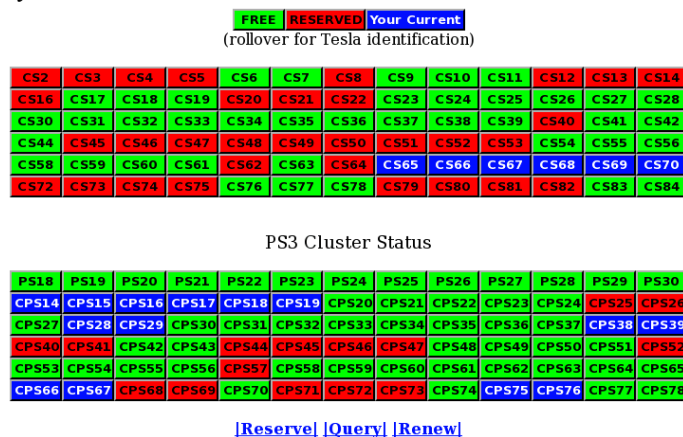 FREE RESERVED Your Current
(rollover for Tesla identification)
CS2 CS3 CS4 CS5 CS6 CS7 CS8 CS9 CS10 CS11 CS12 CS13 CS14
CS16 CS17 CS18 CS19 CS20 CS21 CS22 CS23 CS24 CS25 CS26 CS27 CS28
CS30 CS31 CS32 CS33 CS34 CS35 CS36 CS37 CS38 CS39 CS40 CS41 CS42
CS44 CS45 CS46 CS47 CS48 CS49 CS50 CS51 CS52 CS53 CS54 CS55 CS56
CS58 CS59 CS60 CS61 CS62 CS63 CS64 CS65 CS66 CS67 CS68 CS69 CS70
CS72 CS73 CS74 CS75 CS76 CS77 CS78 CS79 CS80 CS81 CS82 CS83 CS84
PS3 Cluster Status
PS18 PS19 PS20 PS21 PS22 PS23 PS24 PS25 PS26 PS27 PS28 PS29 PS30
CPS14 CPS15 CPS16 CPS17 CPS18 CPS19 CPS20 CPS21 CPS22 CPS23 CPS24 CPS25 CPS26
CPS27 CPS28 CPS29 CPS30 CPS31 CPS32 CPS33 CPS34 CPS35 CPS36 CPS37 CPS38 CPS39
CPS40 CPS41 CPS42 CPS43 CPS44 CPS45 CPS46 CPS47 CPS48 CPS49 CPS50 CPS51 CPS52
CPS53 CPS54 CPS55 CPS56 CPS57 CPS58 CPS59 CPS60 CPS61 CPS62 CPS63 CPS64 CPS65
CPS66 CPS67 CPS68 CPS69 CPS70 CPS71 CPS72 CPS73 CPS74 CPS75 CPS76 CPS77 CPS78
|Reserve| |Query| |Renew|